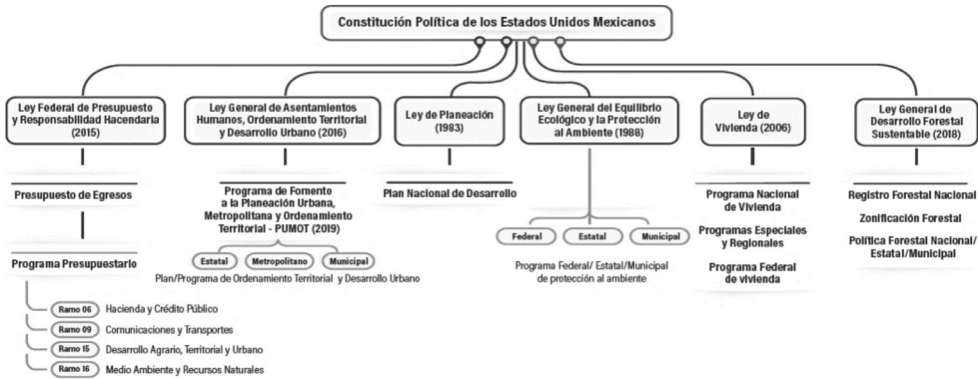 Constitución Política de los Estados Unidos Mexicanos
Ley Federal de Presupuesto
y Responsabilidad Hacendaria
(2015)
Presupuesto de Egresos
Programa Presupuestario
Ramo 06 Hacienda y Crédito Público
Ramo 09 Comunicaciones y Transportes
Ramo 15 Desarrollo Agrario, Territorial y Urbano
Ramo 16 Medio Ambiente y Recursos Naturales
Ley General de Asentamientos
Humanos, Ordenamiento Territorial
y Desarrollo Urbano (2016)
Programa de Fomento
a la Planeación Urbana,
Metropolitana y Ordenamiento
Territorial - PUMOT (2019)
Estatal Metropolitano Municipal
Plan/Programa de Ordenamiento Territorial y Desarrollo Urbano
Ley de Planeación
(1983)
Plan Nacional de Desarrollo
Ley General del Equilibrio
Ecológico y la Protección
al Ambiente (1988)
Federal Estatal Municipal
Programa Federal/ Estatal/Municipal
de protección al ambiente
Ley de
Vivienda (2006)
Programa Nacional
de Vivienda
Programas Especiales
y Regionales
Programa Federal
de vivienda
Ley General de
Desarrollo Forestal
Sustentable (2018)
Registro Forestal Nacional
Zonificación Forestal
Política Forestal Nacional/
Estatal/Municipal